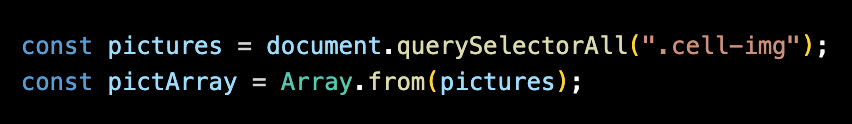 const pictures = document.querySelectorAll(".cell-img");
const pictArray = Array.from(pictures);